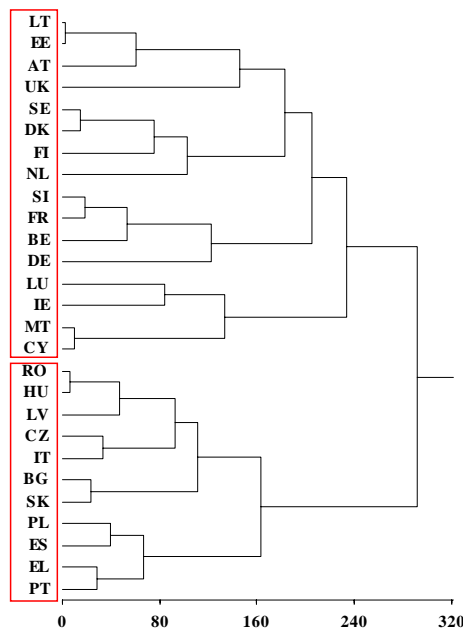 LT
EE
AT
UK
SE
DK
FI
NL
SI
FR
BE
DE
LU
IE
MT
CY
RO
HU
LV
CZ
IT
BG
SK
PL
ES
EL
PT
0 80 160 240 320